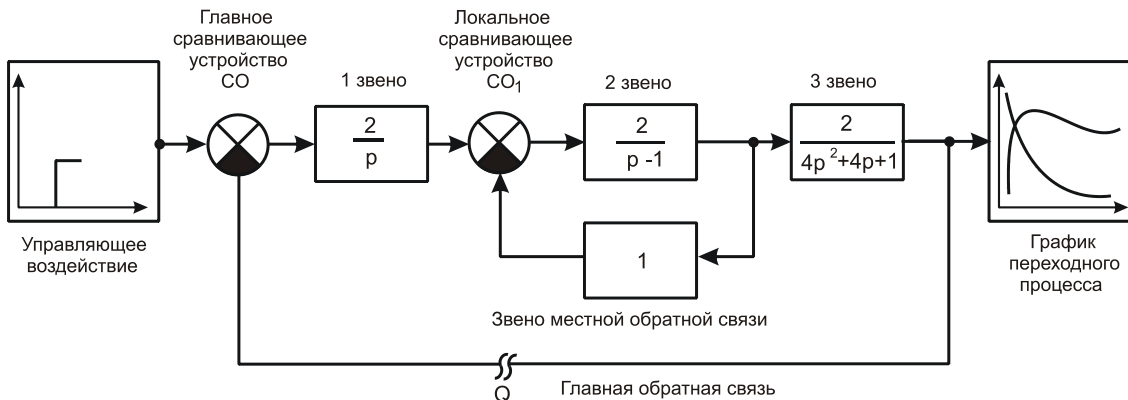 Главное
сравнивающее
устройство
СО
Локальное
сравнивающее
устройство
СО₁
1 звено
2 звено
3 звено
2
p
2
p -1
2
4p²+4p+1
1
Управляющее
воздействие
График
переходного
процесса
Звено местной обратной связи
Q
Главная обратная связь